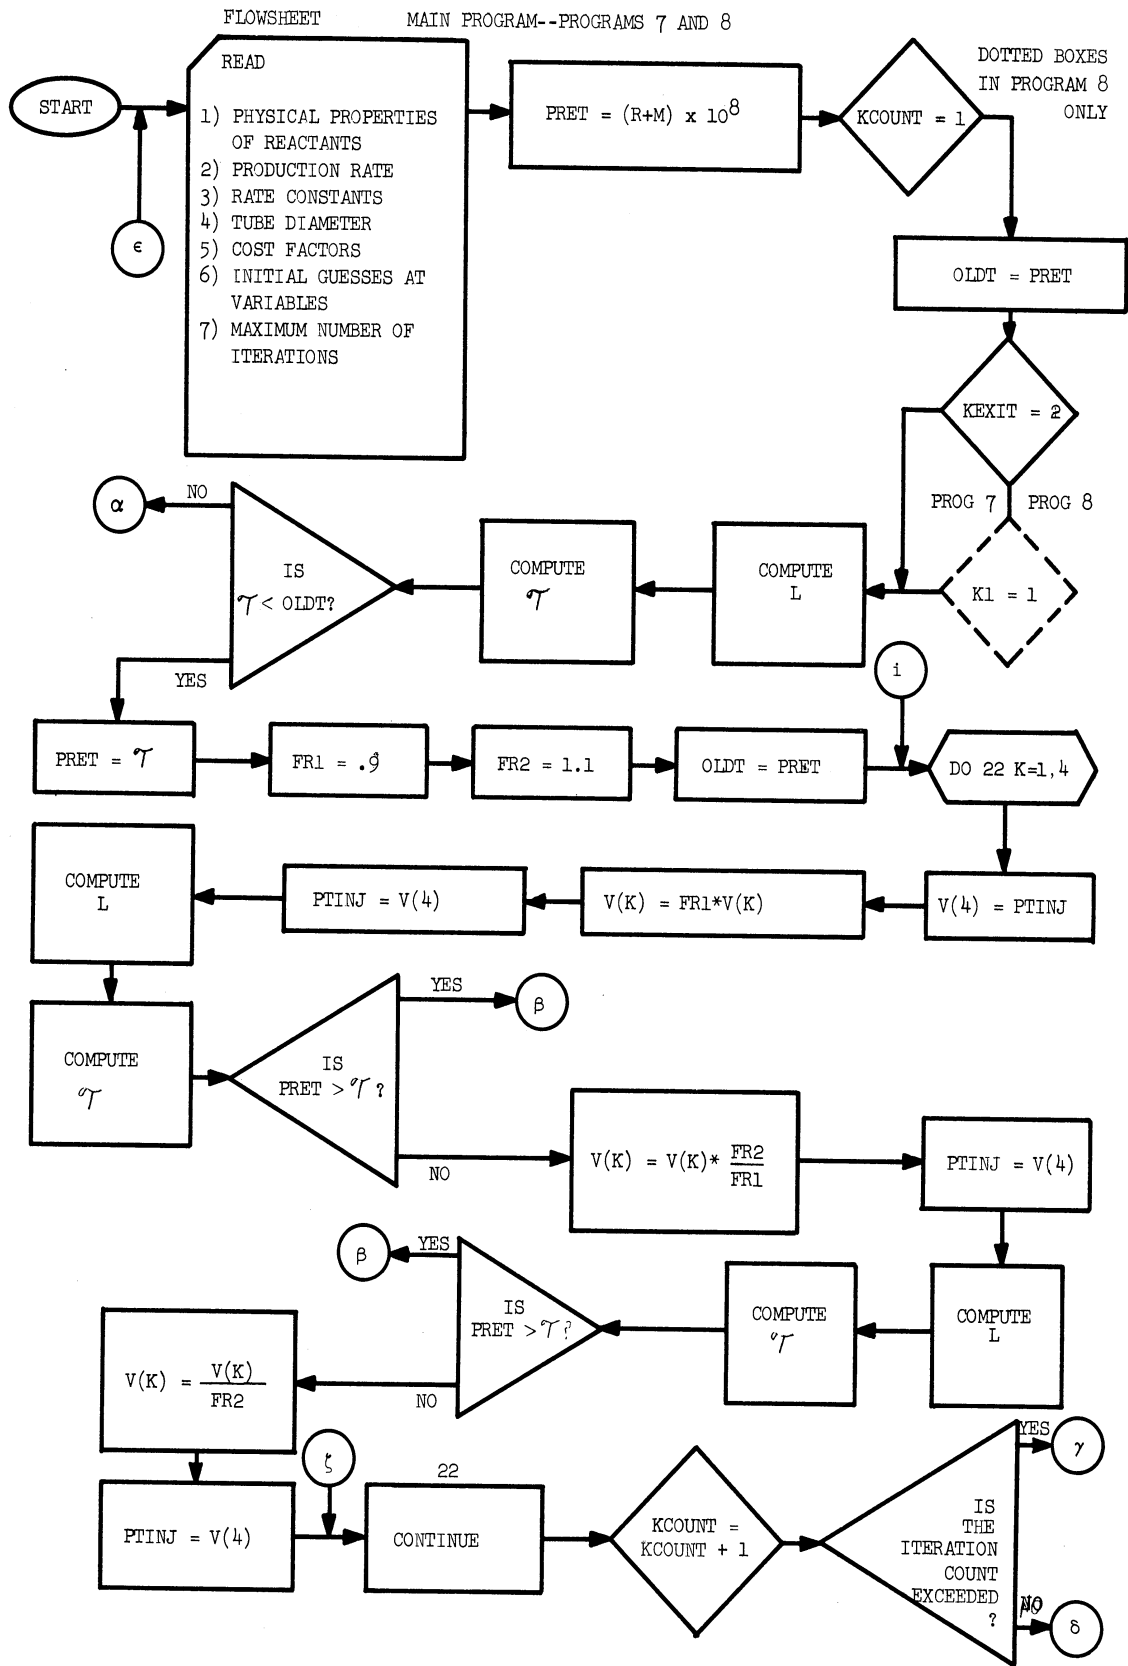 FLOWSHEET MAIN PROGRAM--PROGRAMS 7 AND 8
DOTTED BOXES
IN PROGRAM 8
ONLY
START
ϵ
READ
1) PHYSICAL PROPERTIES
OF REACTANTS
2) PRODUCTION RATE
3) RATE CONSTANTS
4) TUBE DIAMETER
5) COST FACTORS
6) INITIAL GUESSES AT
VARIABLES
7) MAXIMUM NUMBER OF
ITERATIONS
PRET = (R+M) x 10⁸
KCOUNT = 1
OLDT = PRET
KEXIT = 2
PROG 7 PROG 8
K1 = 1
COMPUTE
L
COMPUTE
𝒯
IS
𝒯 < OLDT?
NO
α
YES
PRET = 𝒯
FR1 = .9
FR2 = 1.1
OLDT = PRET
i
DO 22 K=1,4
V(4) = PTINJ
V(K) = FR1*V(K)
PTINJ = V(4)
COMPUTE
L
COMPUTE
𝒯
IS
PRET > 𝒯 ?
YES
β
NO
V(K) = V(K)* FR2
FR1
PTINJ = V(4)
COMPUTE
L
COMPUTE
𝒯
IS
PRET > 𝒯 ?
YES
β
NO
V(K) = V(K)
FR2
PTINJ = V(4)
ζ
22
CONTINUE
KCOUNT =
KCOUNT + 1
IS
THE
ITERATION
COUNT
EXCEEDED
?
YES
γ
NO
δ